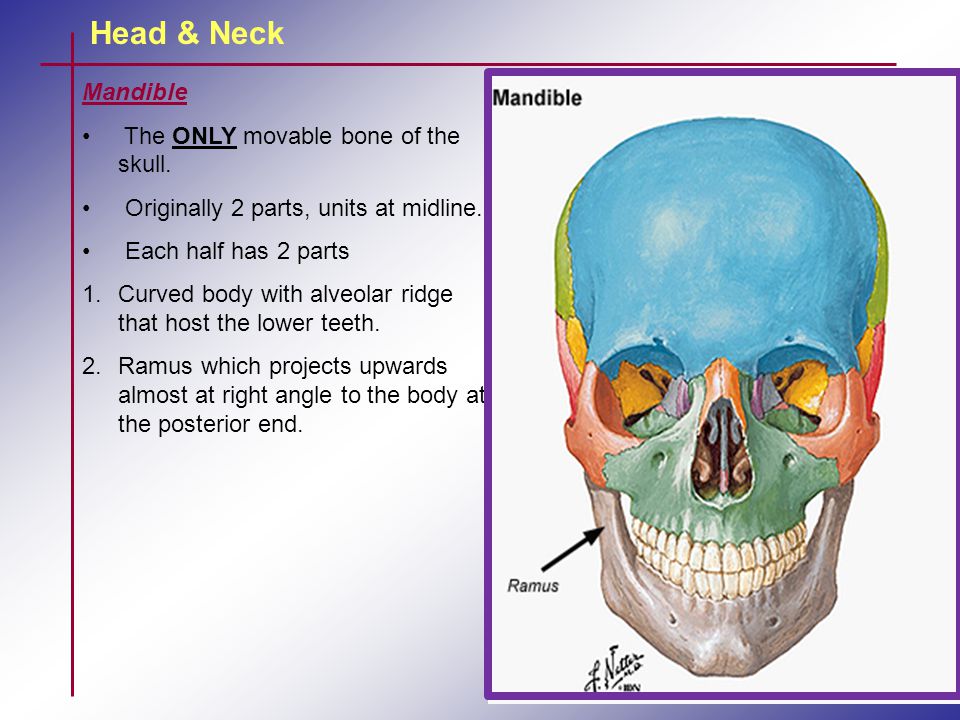 Head & Neck
Mandible
• The ONLY movable bone of the
skull.
• Originally 2 parts, units at midline.
• Each half has 2 parts
1. Curved body with alveolar ridge
that host the lower teeth.
2. Ramus which projects upwards
almost at right angle to the body at
the posterior end.
Mandible
Ramus
F. Netter
M.D.